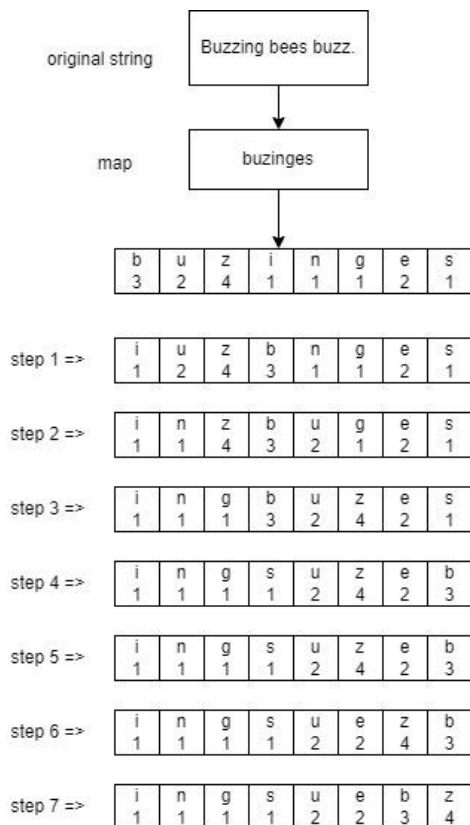 original string
Buzzing bees buzz.
map
buzinges
b u z i n g e s
3 2 4 1 1 1 2 1
step 1 =>
i u z b n g e s
1 2 4 3 1 1 2 1
step 2 =>
i n z b u g e s
1 1 4 3 2 1 2 1
step 3 =>
i n g b u z e s
1 1 1 3 2 4 2 1
step 4 =>
i n g s u z e b
1 1 1 1 2 4 2 3
step 5 =>
i n g s u z e b
1 1 1 1 2 4 2 3
step 6 =>
i n g s u e z b
1 1 1 1 2 2 4 3
step 7 =>
i n g s u e b z
1 1 1 1 2 2 3 4